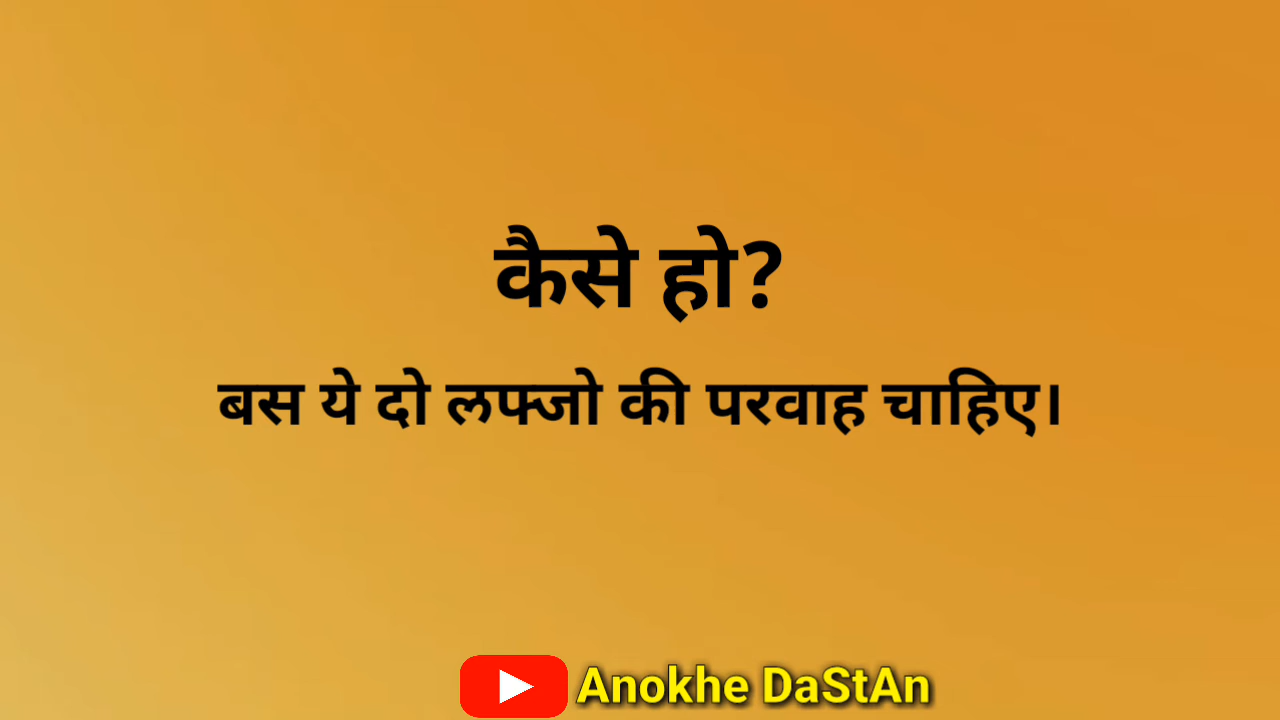 कैसे हो?
बस ये दो लफ्जो की परवाह चाहिए।
Anokhe DaStAn